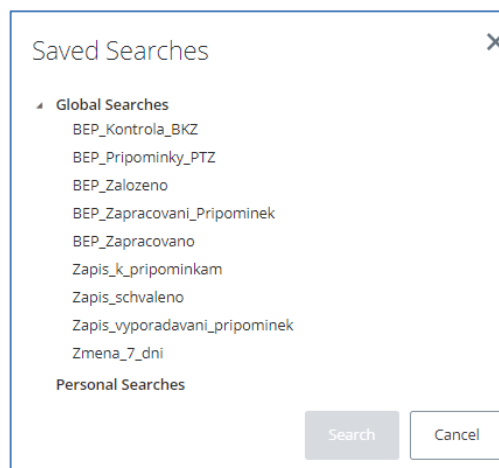 Saved Searches
Global Searches
BEP_Kontrola_BKZ
BEP_Pripominky_PTZ
BEP_Zalozeno
BEP_Zapracovani_Pripominek
BEP_Zapracovano
Zapis_k_pripominkam
Zapis_schvaleno
Zapis_vyporadavani_pripominek
Zmena_7_dni
Personal Searches
Search Cancel